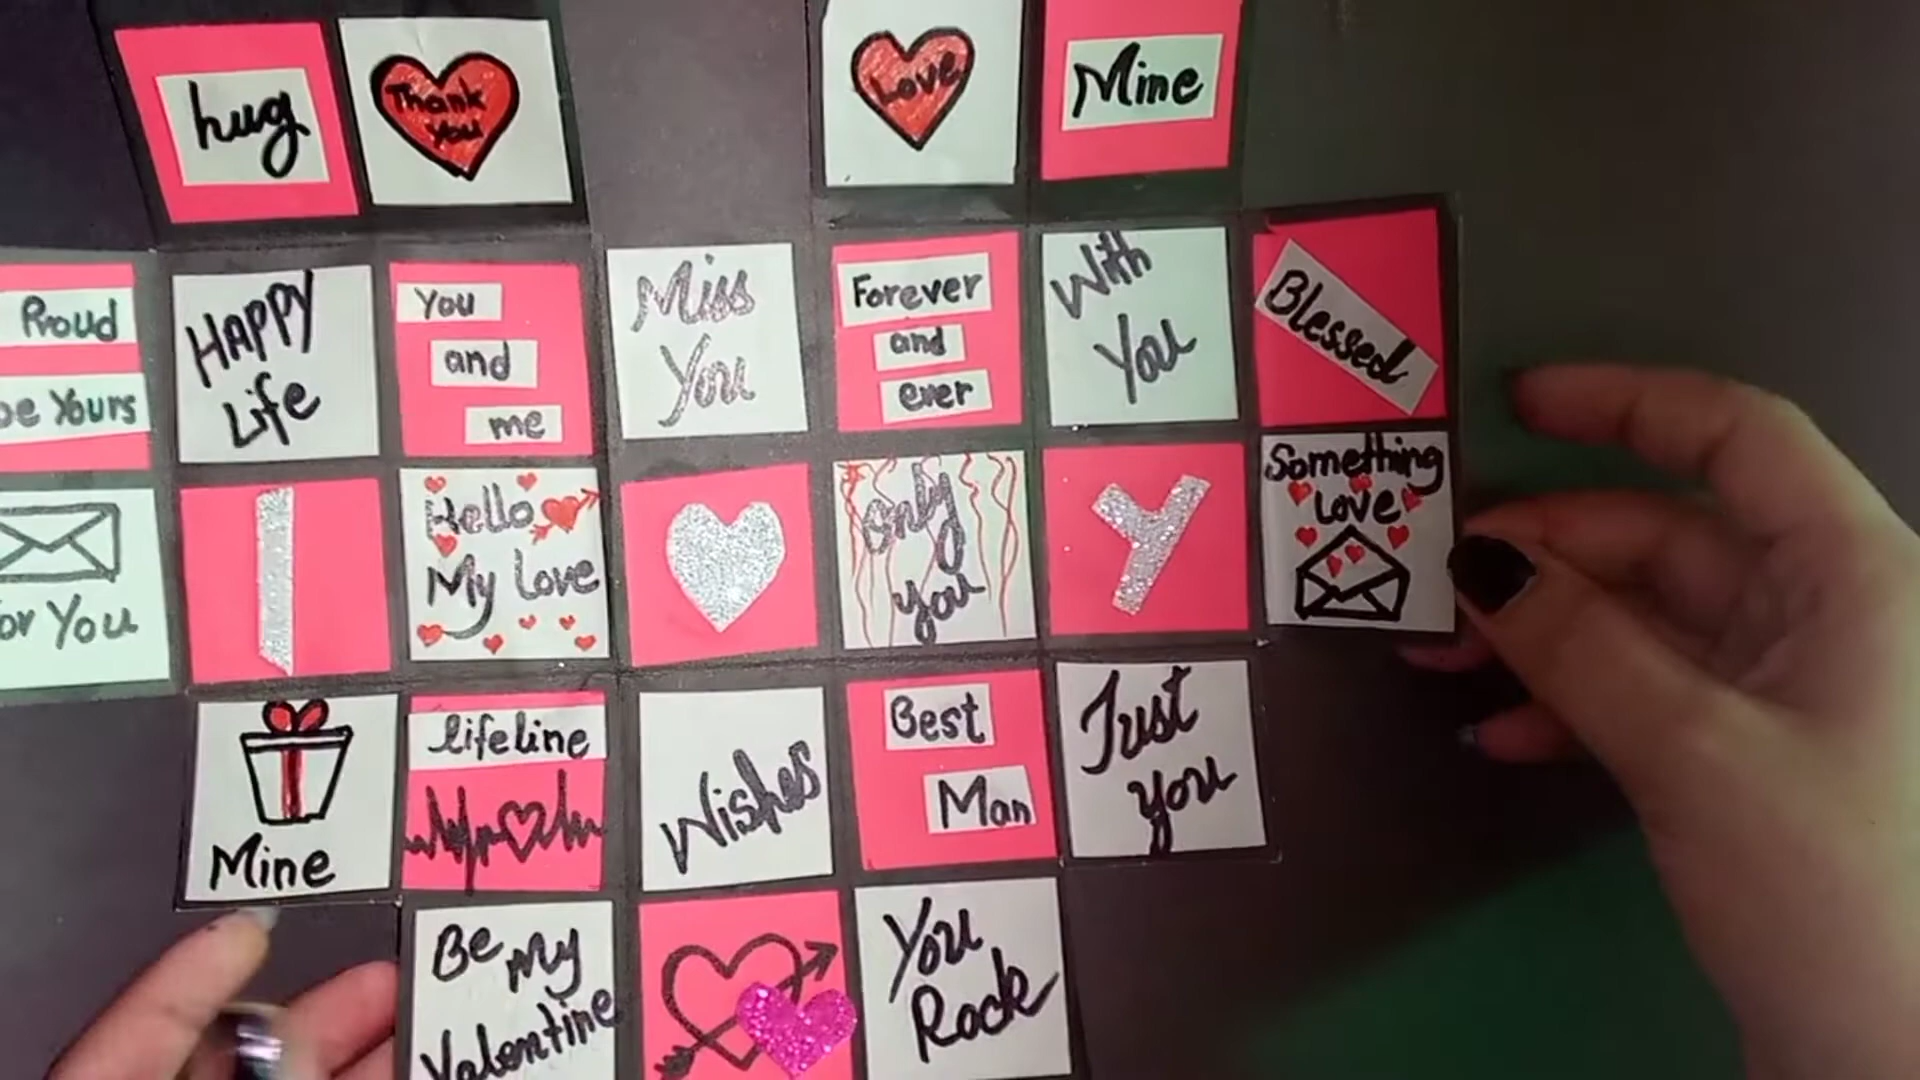 hug
Thank
You
Love
Mine
Proud
be Yours
HAPPY
Life
You
and
me
Miss
You
Forever
and
ever
With
You
Blessed
For You
I
Hello
My Love
only
you
Y
Something
Love
Mine
lifeline
Wishes
Best
Man
Just
you
Be My
Valentine
You
Rock